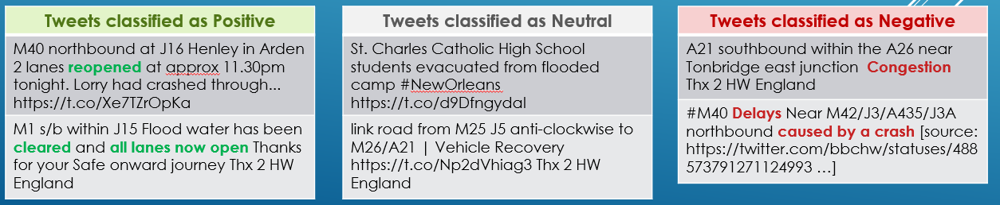 Tweets classified as Positive
M40 northbound at J16 Henley in Arden
2 lanes reopened at approx 11.30pm
tonight. Lorry had crashed through...
https://t.co/Xe7TZrOpKa
M1 s/b within J15 Flood water has been
cleared and all lanes now open Thanks
for your Safe onward journey Thx 2 HW
England
Tweets classified as Neutral
St. Charles Catholic High School
students evacuated from flooded
camp #NewOrleans
https://t.co/d9Dfngydal
link road from M25 J5 anti-clockwise to
M26/A21 | Vehicle Recovery
https://t.co/Np2dVhiag3 Thx 2 HW
England
Tweets classified as Negative
A21 southbound within the A26 near
Tonbridge east junction Congestion
Thx 2 HW England
#M40 Delays Near M42/J3/A435/J3A
northbound caused by a crash [source:
https://twitter.com/bbchw/statuses/488
573791271124993 …]